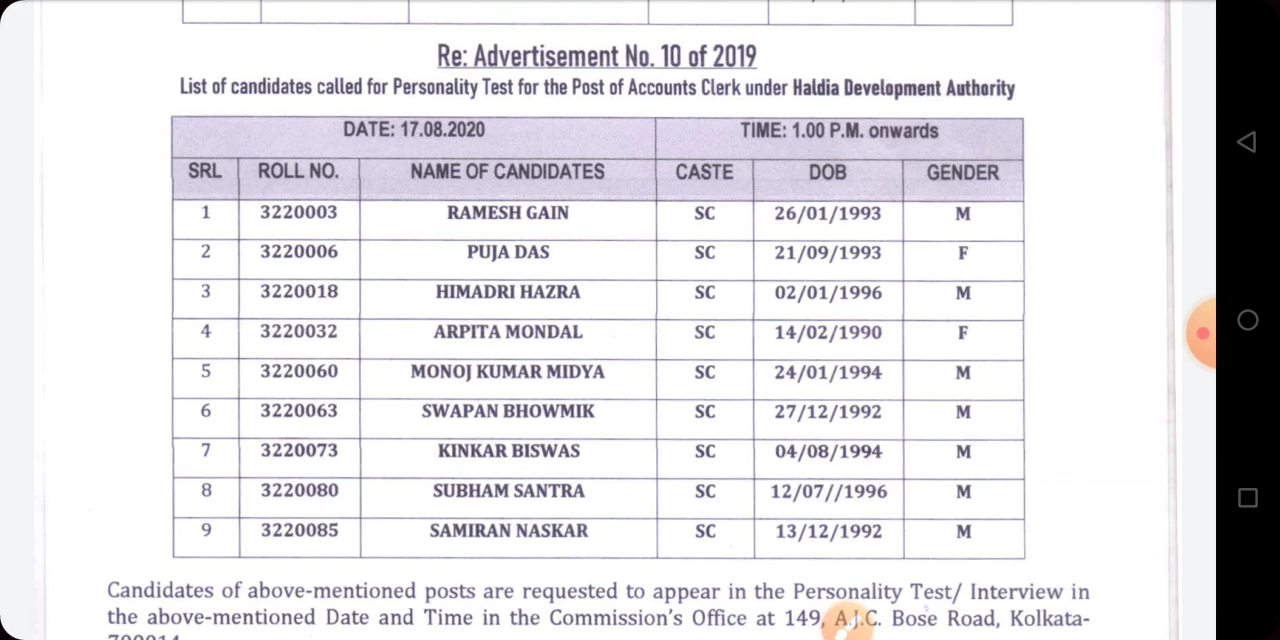 Re: Advertisement No. 10 of 2019
List of candidates called for Personality Test for the Post of Accounts Clerk under Haldia Development Authority
DATE: 17.08.2020 TIME: 1.00 P.M. onwards
SRL ROLL NO. NAME OF CANDIDATES CASTE DOB GENDER
1 3220003 RAMESH GAIN SC 26/01/1993 M
2 3220006 PUJA DAS SC 21/09/1993 F
3 3220018 HIMADRI HAZRA SC 02/01/1996 M
4 3220032 ARPITA MONDAL SC 14/02/1990 F
5 3220060 MONOJ KUMAR MIDYA SC 24/01/1994 M
6 3220063 SWAPAN BHOWMIK SC 27/12/1992 M
7 3220073 KINKAR BISWAS SC 04/08/1994 M
8 3220080 SUBHAM SANTRA SC 12/07//1996 M
9 3220085 SAMIRAN NASKAR SC 13/12/1992 M
Candidates of above-mentioned posts are requested to appear in the Personality Test/ Interview in
the above-mentioned Date and Time in the Commission's Office at 149, A.J.C. Bose Road, Kolkata-